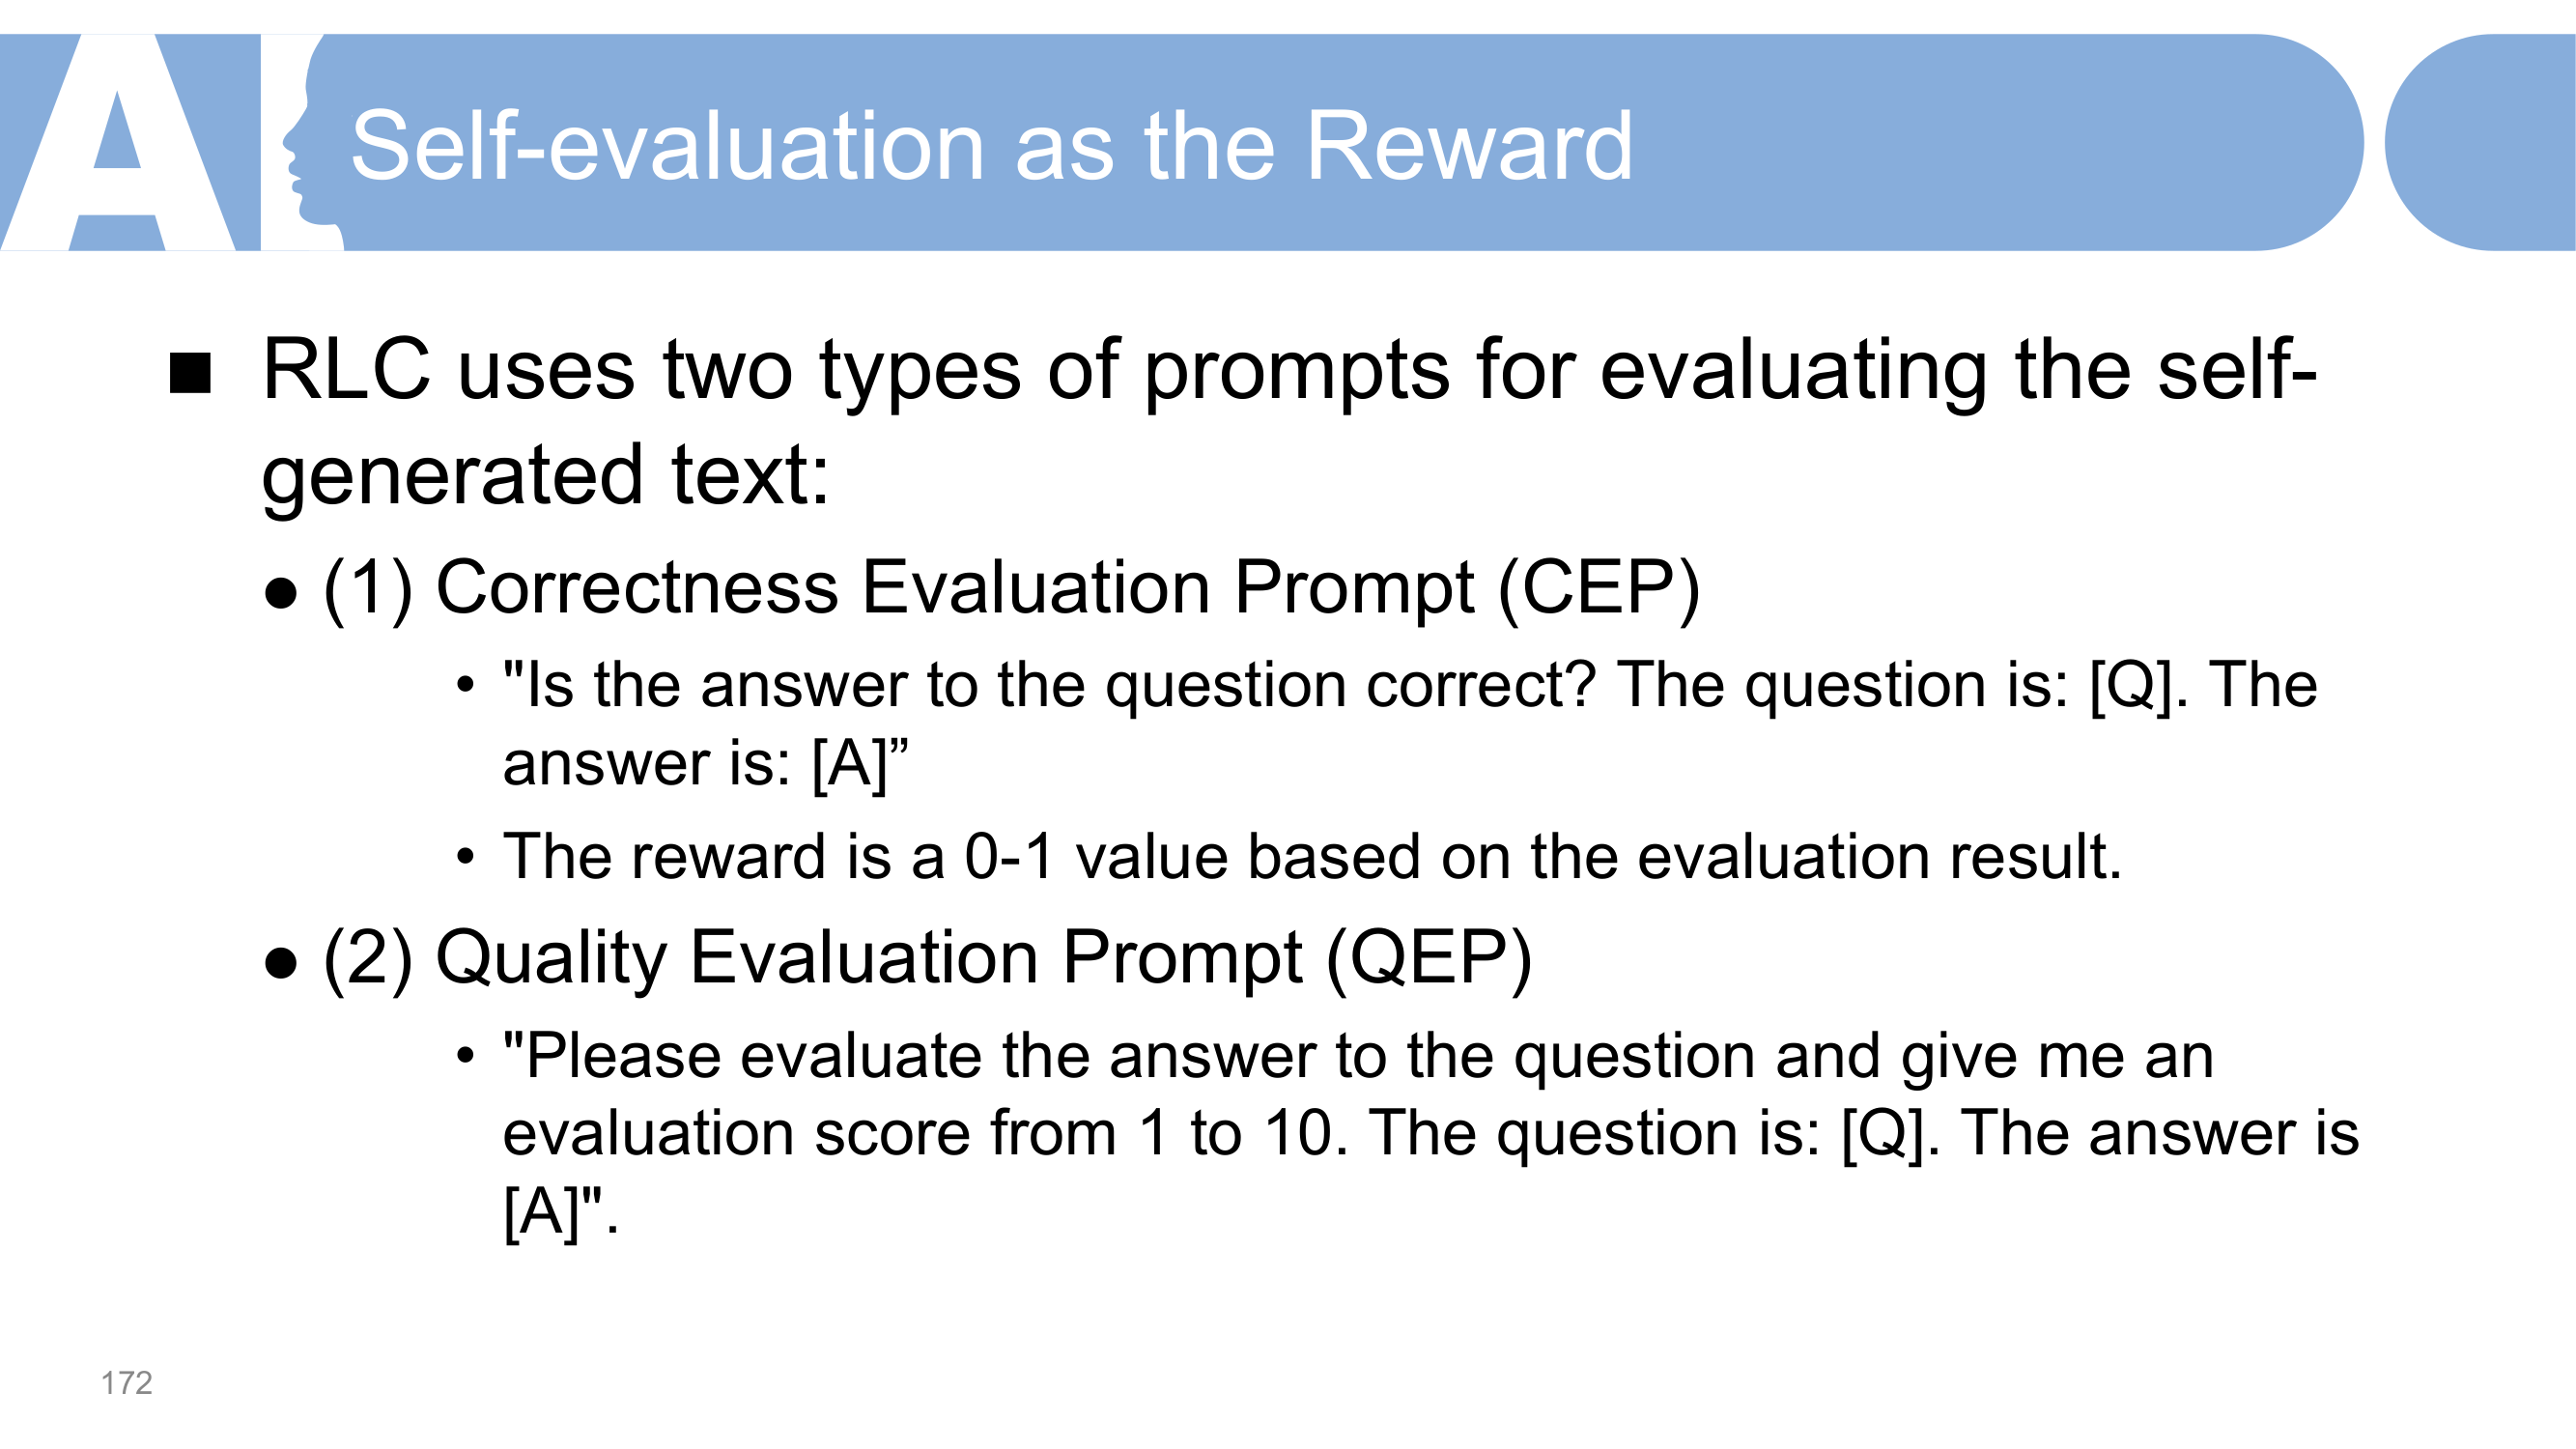 AI
Self-evaluation as the Reward
■ RLC uses two types of prompts for evaluating the self-
generated text:
● (1) Correctness Evaluation Prompt (CEP)
• "Is the answer to the question correct? The question is: [Q]. The
answer is: [A]”
• The reward is a 0-1 value based on the evaluation result.
● (2) Quality Evaluation Prompt (QEP)
• "Please evaluate the answer to the question and give me an
evaluation score from 1 to 10. The question is: [Q]. The answer is
[A]".
172